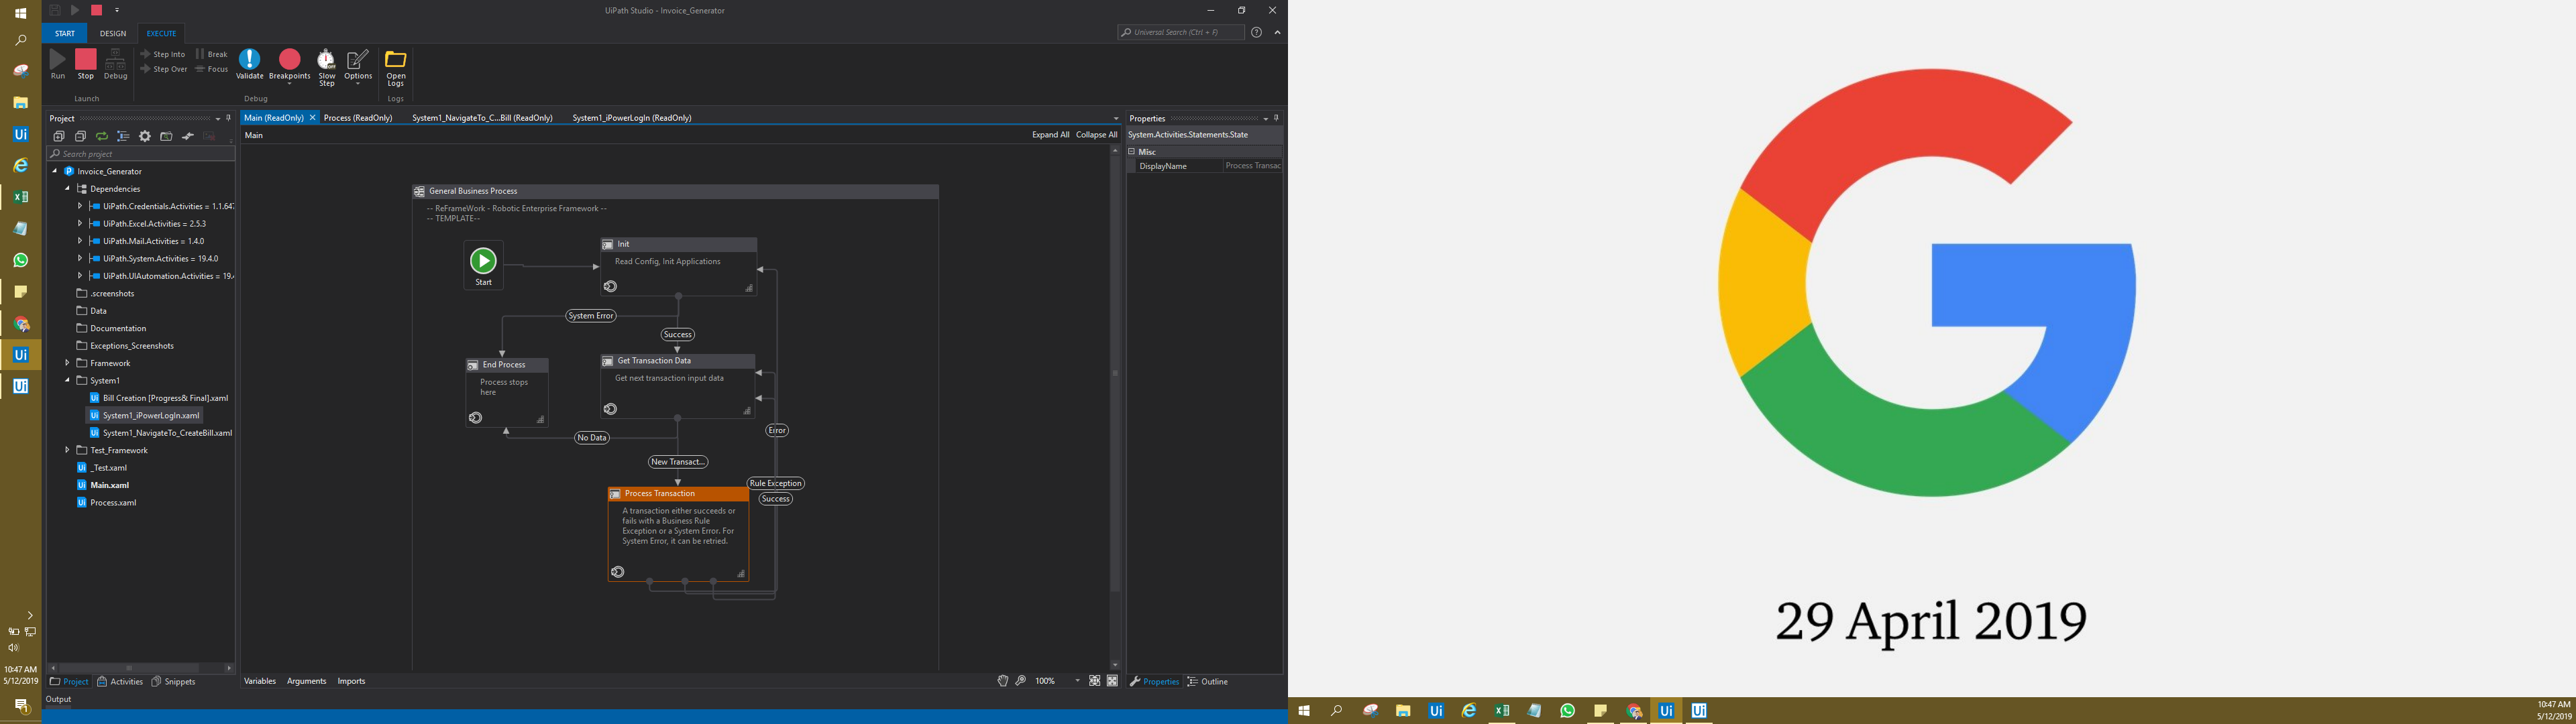 UiPath Studio - Invoice_Generator
START DESIGN EXECUTE
Universal Search (Ctrl + F)
Run Stop Debug
Step Into Break
Step Over Focus
Validate Breakpoints Slow Step Options
Open Logs
Launch Debug Logs
Project
Search project
Invoice_Generator
Dependencies
UiPath.Credentials.Activities = 1.1.647
UiPath.Excel.Activities = 2.5.3
UiPath.Mail.Activities = 1.4.0
UiPath.System.Activities = 19.4.0
UiPath.UIAutomation.Activities = 19.
.screenshots
Data
Documentation
Exceptions_Screenshots
Framework
System1
Bill Creation [Progress& Final].xaml
System1_iPowerLogIn.xaml
System1_NavigateTo_CreateBill.xaml
Test_Framework
_Test.xaml
Main.xaml
Process.xaml
Project Activities Snippets
Output
Main (ReadOnly) Process (ReadOnly) System1_NavigateTo_C...Bill (ReadOnly) System1_iPowerLogIn (ReadOnly)
Main Expand All Collapse All
General Business Process
-- ReFrameWork - Robotic Enterprise Framework --
-- TEMPLATE--
Start
Init
Read Config, Init Applications
System Error
Success
End Process
Process stops
here
Get Transaction Data
Get next transaction input data
No Data
Error
New Transact...
Rule Exception
Success
Process Transaction
A transaction either succeeds or
fails with a Business Rule
Exception or a System Error. For
System Error, it can be retried.
Variables Arguments Imports
100%
Properties
System.Activities.Statements.State
Misc
DisplayName Process Transac
Properties Outline
10:47 AM
5/12/2019
29 April 2019
10:47 AM
5/12/2019